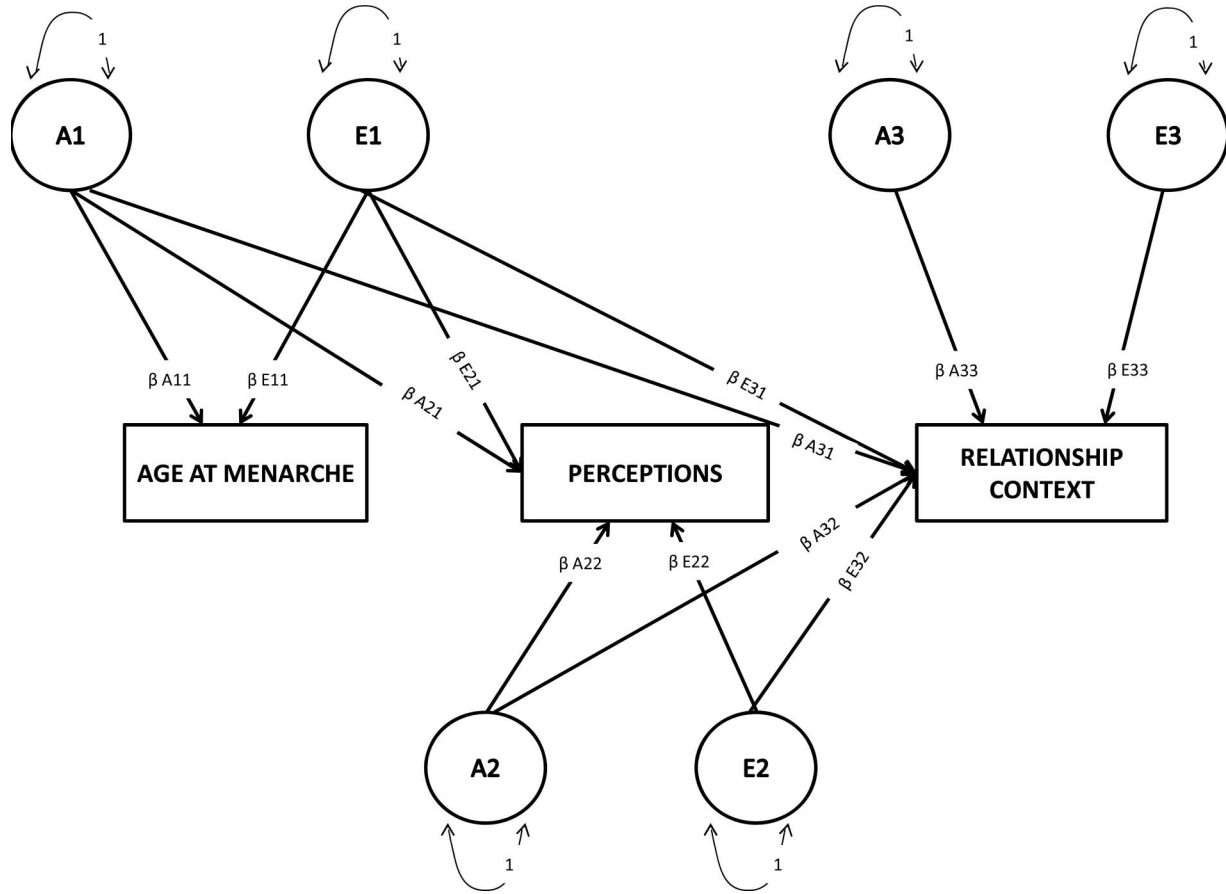 1
1
1
1
A1
E1
A3
E3
β A11
β E11
β A21
β E21
β E31
β A31
β A33
β E33
AGE AT MENARCHE
PERCEPTIONS
RELATIONSHIP
CONTEXT
β A22
β E22
β A32
β E32
A2
E2
1
1